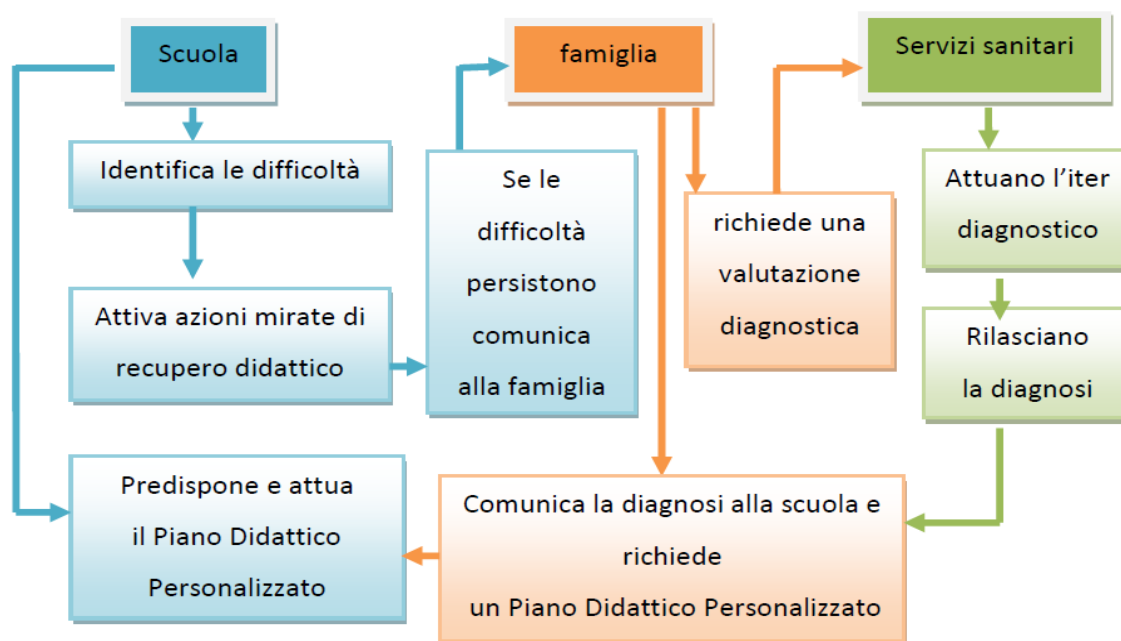 Scuola
famiglia
Servizi sanitari
Identifica le difficoltà
Attiva azioni mirate di
recupero didattico
Se le
difficoltà
persistono
comunica
alla famiglia
richiede una
valutazione
diagnostica
Attuano l’iter
diagnostico
Rilasciano
la diagnosi
Predispone e attua
il Piano Didattico
Personalizzato
Comunica la diagnosi alla scuola e
richiede
un Piano Didattico Personalizzato